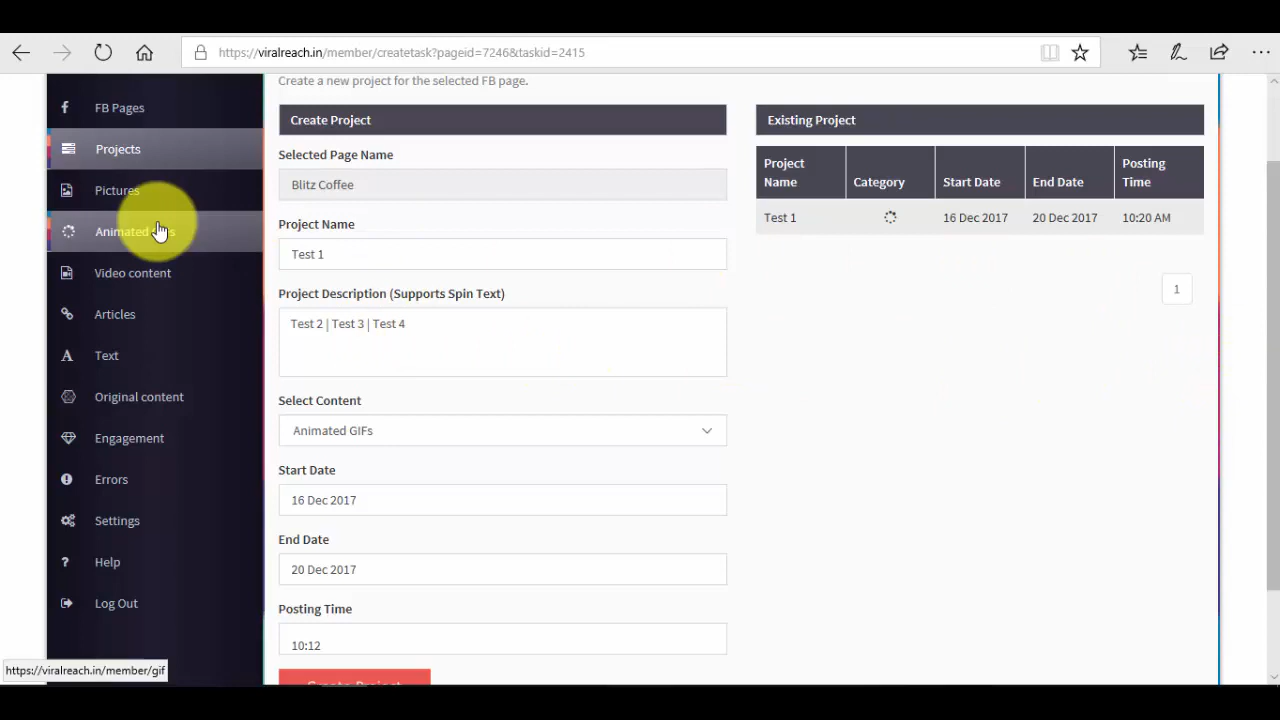 https://viralreach.in/member/createtask?pageid=7246&taskid=2415
FB Pages
Projects
Pictures
Animated GIFs
Video content
Articles
Text
Original content
Engagement
Errors
Settings
Help
Log Out
https://viralreach.in/member/gif
Create a new project for the selected FB page.
Create Project
Selected Page Name
Blitz Coffee
Project Name
Test 1
Project Description (Supports Spin Text)
Test 2 | Test 3 | Test 4
Select Content
Animated GIFs
Start Date
16 Dec 2017
End Date
20 Dec 2017
Posting Time
10:12
Create Project
Existing Project
Project Name Category Start Date End Date Posting Time
Test 1 16 Dec 2017 20 Dec 2017 10:20 AM
1